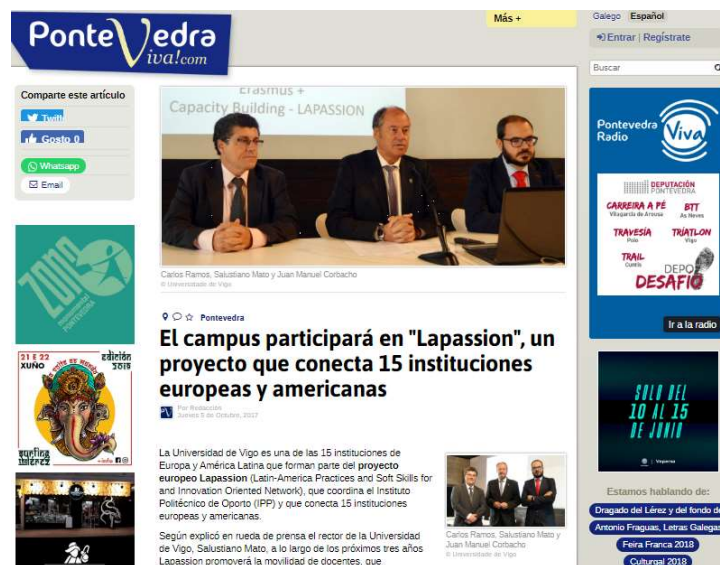 Ponte Vedra
Viva!com
Más +
Galego Español
Entrar | Regístrate
Buscar
Comparte este artículo
Gosto 0
Whatsapp
Email
Erasmus +
Capacity Building - LAPASSION
Carlos Ramos, Salustiano Mato y Juan Manuel Corbacho
© Universidade de Vigo
Pontevedra
El campus participará en "Lapassion", un
proyecto que conecta 15 instituciones
europeas y americanas
Por Redacción
Jueves 5 de Octubre, 2017
La Universidad de Vigo es una de las 15 instituciones de
Europa y América Latina que forman parte del proyecto
europeo Lapassion (Latin-America Practices and Soft Skills for
and Innovation Oriented Network), que coordina el Instituto
Politécnico de Oporto (IPP) y que conecta 15 instituciones
europeas y americanas.
Según explicó en rueda de prensa el rector de la Universidad
de Vigo, Salustiano Mato, a lo largo de los próximos tres años
Lapassion promoverá la movilidad de docentes, que
Carlos Ramos, Salustiano Mato y
Juan Manuel Corbacho
© Universidade de Vigo
ZONA
PONTEVEDRA
21 E 22
XUÑO
edición
2019
surfing
+info
Pontevedra
Radio
Viva
DEPUTACIÓN
PONTEVEDRA
CARREIRA A PÉ
Vilagarcía de Arousa
BTT
As Neves
TRAVESÍA
Poio
TRÍATLON
Vigo
TRAIL
Cuntis
DEPO
DESAFÍO
Ir a la radio
SOLO DEL
10 AL 15
DE JUNIO
Estamos hablando de:
Dragado del Lérez y del fondo de
Antonio Fraguas, Letras Galegas
Feira Franca 2018
Culturgal 2018